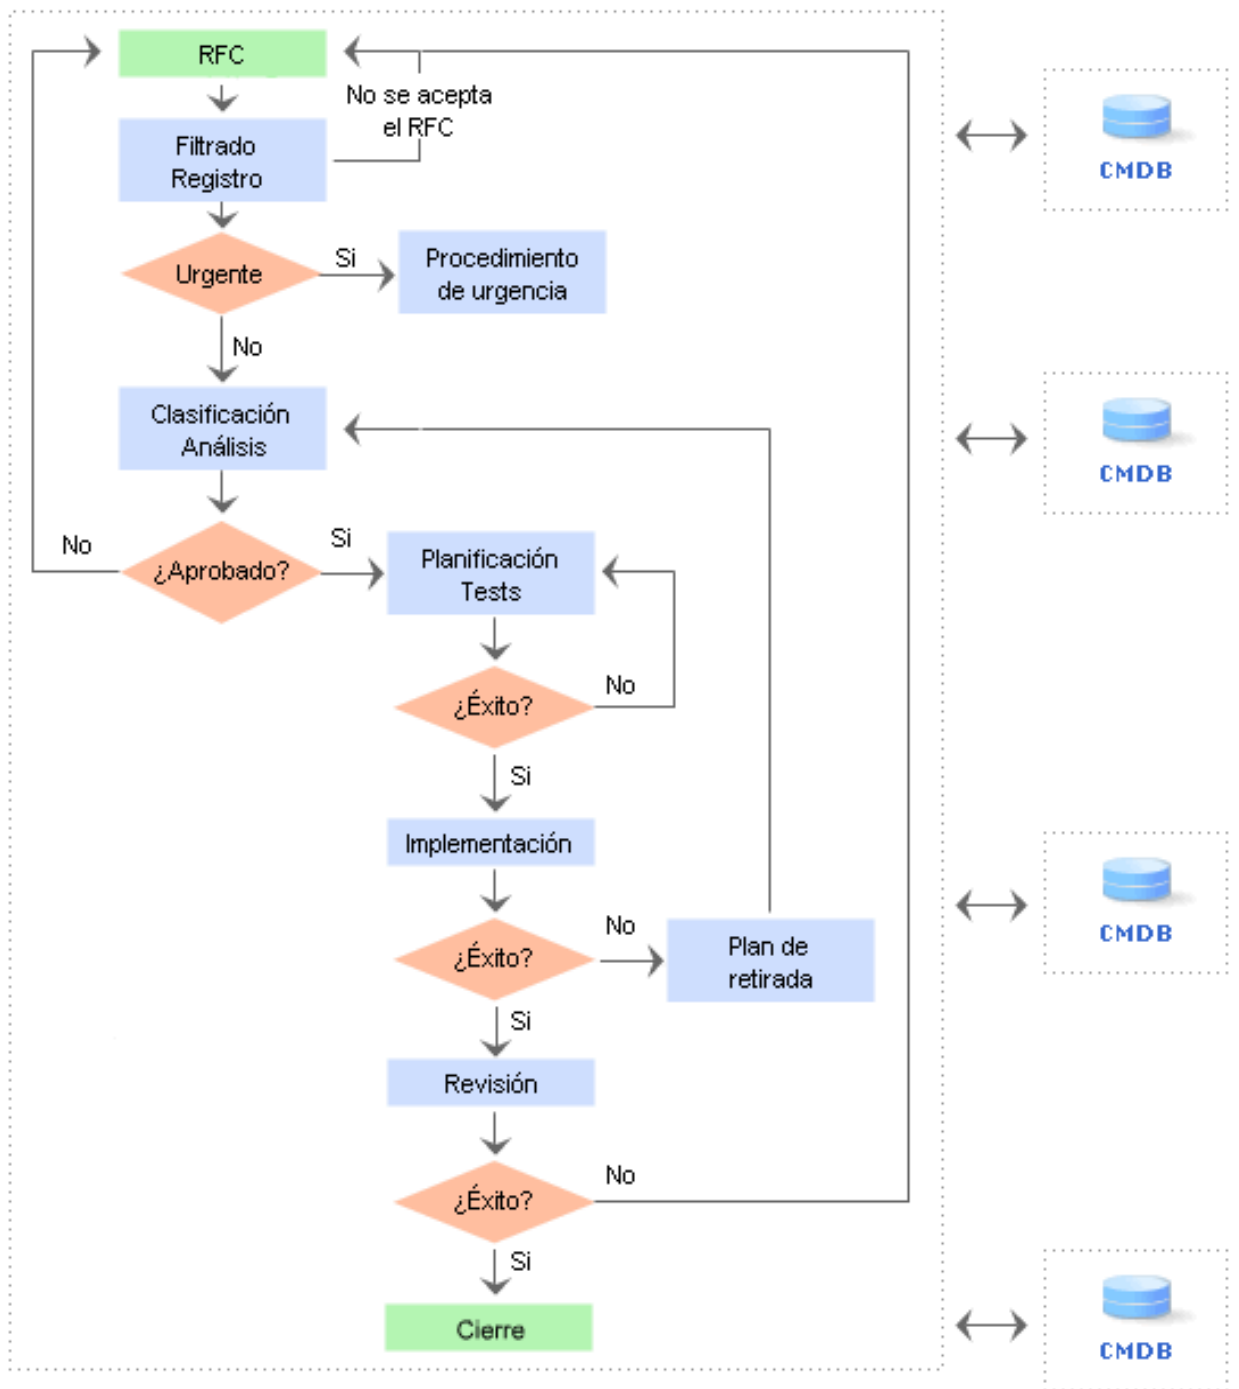 RFC
No se acepta
el RFC
CMDB
Filtrado
Registro
Urgente
Si
Procedimiento
de urgencia
No
Clasificación
Análisis
CMDB
No
¿Aprobado?
Si
Planificación
Tests
¿Éxito?
No
Si
Implementación
¿Éxito?
No
Plan de
retirada
CMDB
Si
Revisión
¿Éxito?
No
Si
Cierre
CMDB